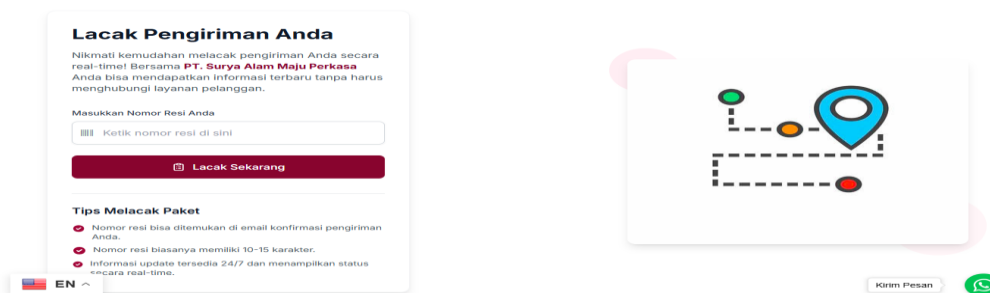 Lacak Pengiriman Anda
Nikmati kemudahan melacak pengiriman Anda secara
real-time! Bersama PT. Surya Alam Maju Perkasa
Anda bisa mendapatkan informasi terbaru tanpa harus
menghubungi layanan pelanggan.
Masukkan Nomor Resi Anda
Ketik nomor resi di sini
Lacak Sekarang
Tips Melacak Paket
Nomor resi bisa ditemukan di email konfirmasi pengiriman
Anda.
Nomor resi biasanya memiliki 10-15 karakter.
Informasi update tersedia 24/7 dan menampilkan status
secara real-time.
EN
Kirim Pesan